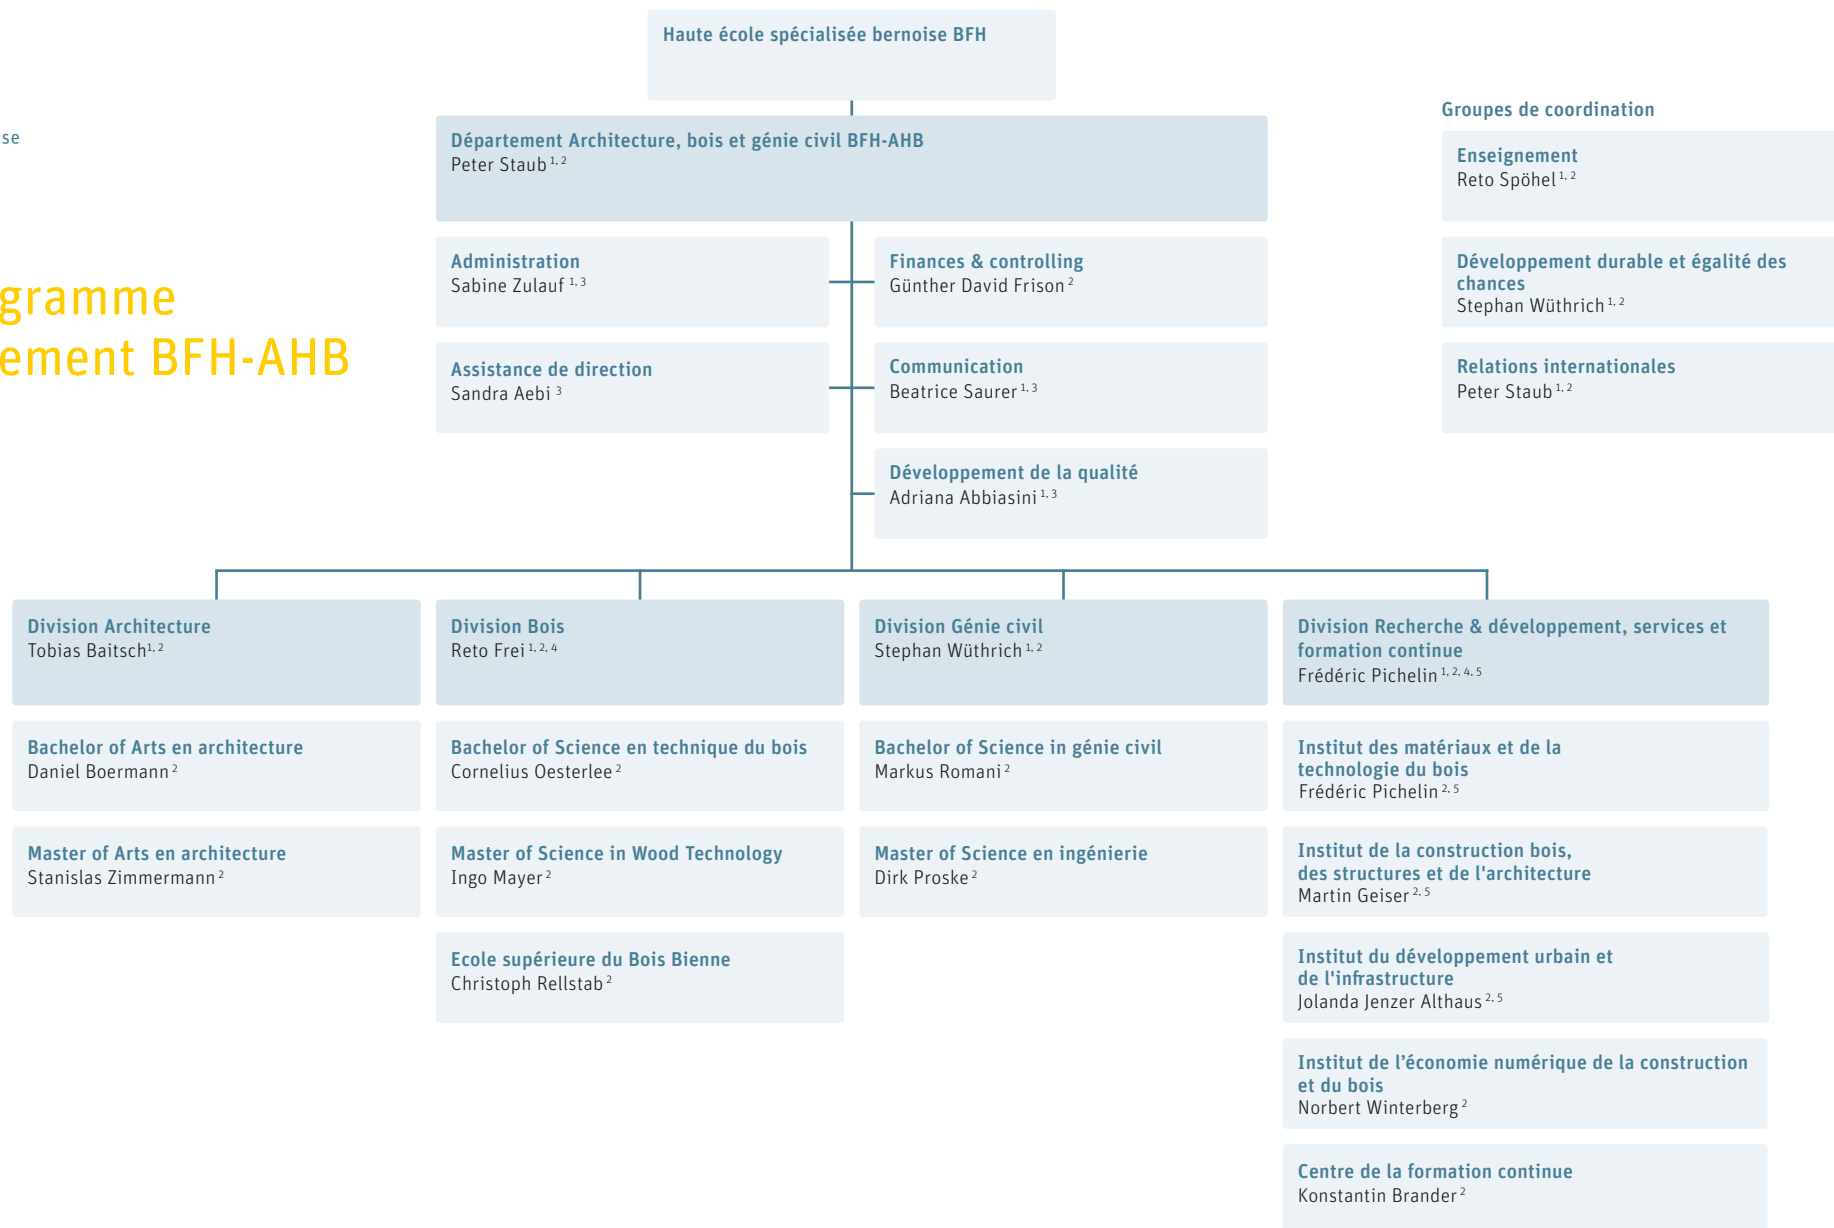 Haute école spécialisée bernoise BFH
se
gramme
ement BFH-AHB
Département Architecture, bois et génie civil BFH-AHB
Peter Staub 1, 2
Administration
Sabine Zulauf 1, 3
Finances & controlling
Günther David Frison 2
Assistance de direction
Sandra Aebi 3
Communication
Beatrice Saurer 1, 3
Développement de la qualité
Adriana Abbiasini 1, 3
Groupes de coordination
Enseignement
Reto Spöhel 1, 2
Développement durable et égalité des
chances
Stephan Wüthrich 1, 2
Relations internationales
Peter Staub 1, 2
Division Architecture
Tobias Baitsch1, 2
Bachelor of Arts en architecture
Daniel Boermann 2
Master of Arts en architecture
Stanislas Zimmermann 2
Division Bois
Reto Frei 1, 2, 4
Bachelor of Science en technique du bois
Cornelius Oesterlee 2
Master of Science in Wood Technology
Ingo Mayer 2
Ecole supérieure du Bois Bienne
Christoph Rellstab 2
Division Génie civil
Stephan Wüthrich 1, 2
Bachelor of Science in génie civil
Markus Romani 2
Master of Science en ingénierie
Dirk Proske 2
Division Recherche & développement, services et
formation continue
Frédéric Pichelin 1, 2, 4, 5
Institut des matériaux et de la
technologie du bois
Frédéric Pichelin 2, 5
Institut de la construction bois,
des structures et de l'architecture
Martin Geiser 2, 5
Institut du développement urbain et
de l'infrastructure
Jolanda Jenzer Althaus 2, 5
Institut de l’économie numérique de la construction
et du bois
Norbert Winterberg 2
Centre de la formation continue
Konstantin Brander 2